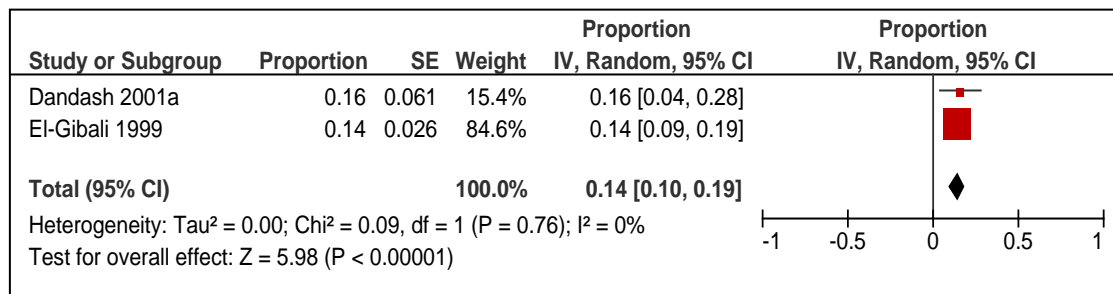 Proportion Proportion
Study or Subgroup Proportion SE Weight IV, Random, 95% CI IV, Random, 95% CI
Dandash 2001a 0.16 0.061 15.4% 0.16 [0.04, 0.28]
El-Gibali 1999 0.14 0.026 84.6% 0.14 [0.09, 0.19]
Total (95% CI) 100.0% 0.14 [0.10, 0.19]
Heterogeneity: Tau² = 0.00; Chi² = 0.09, df = 1 (P = 0.76); I² = 0%
Test for overall effect: Z = 5.98 (P < 0.00001)
-1 -0.5 0 0.5 1